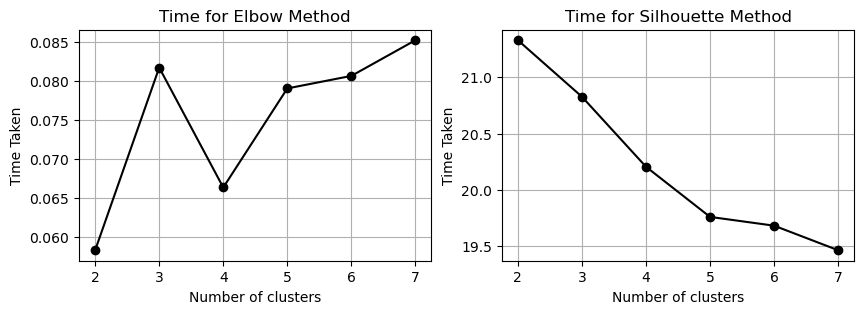 Time for Elbow Method
Time Taken
0.085
0.080
0.075
0.070
0.065
0.060
2 3 4 5 6 7
Number of clusters
Time for Silhouette Method
Time Taken
21.0
20.5
20.0
19.5
2 3 4 5 6 7
Number of clusters